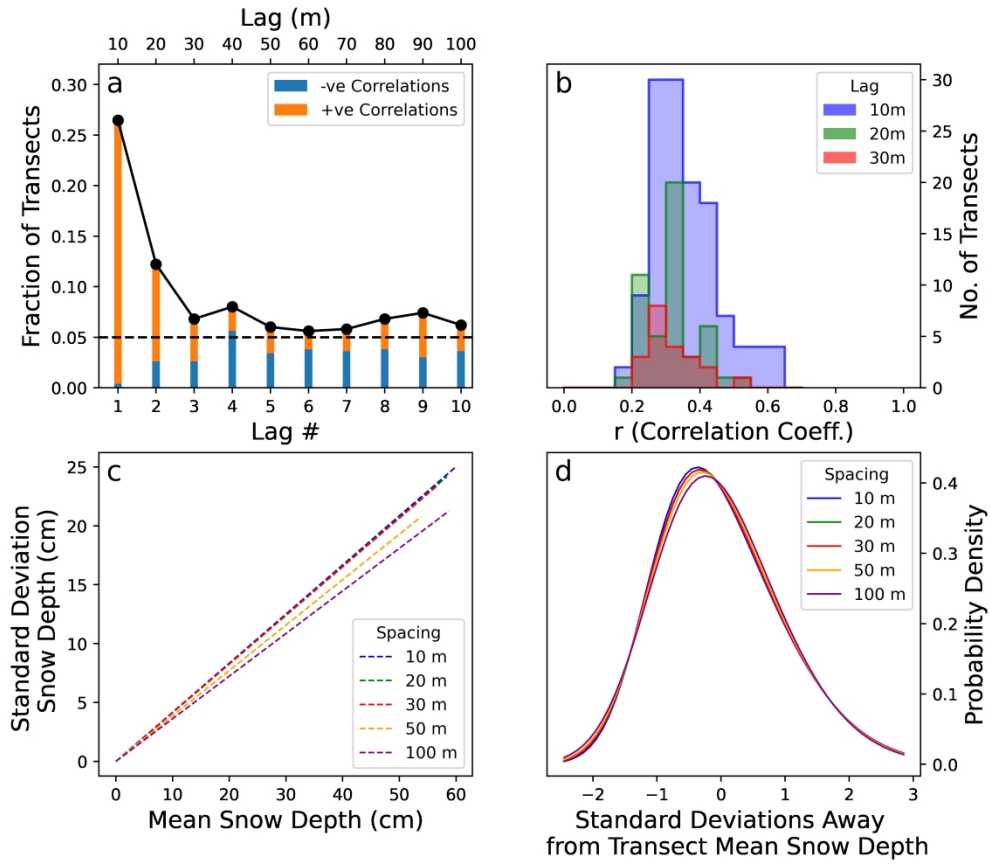 Lag (m)
10 20 30 40 50 60 70 80 90 100
a
-ve Correlations
+ve Correlations
Fraction of Transects
0.30
0.25
0.20
0.15
0.10
0.05
0.00
1 2 3 4 5 6 7 8 9 10
Lag #
b
Lag
10m
20m
30m
30
25
20
15
10
5
0
No. of Transects
0.0 0.2 0.4 0.6 0.8 1.0
r (Correlation Coeff.)
c
Standard Deviation
Snow Depth (cm)
25
20
15
10
5
0
Spacing
10 m
20 m
30 m
50 m
100 m
0 10 20 30 40 50 60
Mean Snow Depth (cm)
d
Spacing
10 m
20 m
30 m
50 m
100 m
0.4
0.3
0.2
0.1
0.0
Probability Density
−2 −1 0 1 2 3
Standard Deviations Away
from Transect Mean Snow Depth